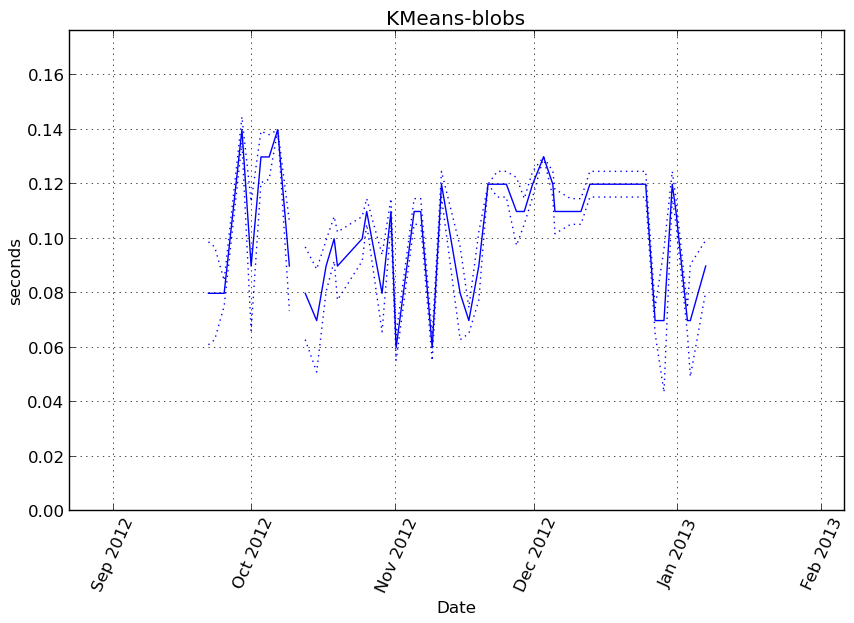 KMeans-blobs
0.16
0.14
0.12
0.10
0.08
0.06
0.04
0.02
0.00
seconds
Sep 2012
Oct 2012
Nov 2012
Dec 2012
Jan 2013
Feb 2013
Date